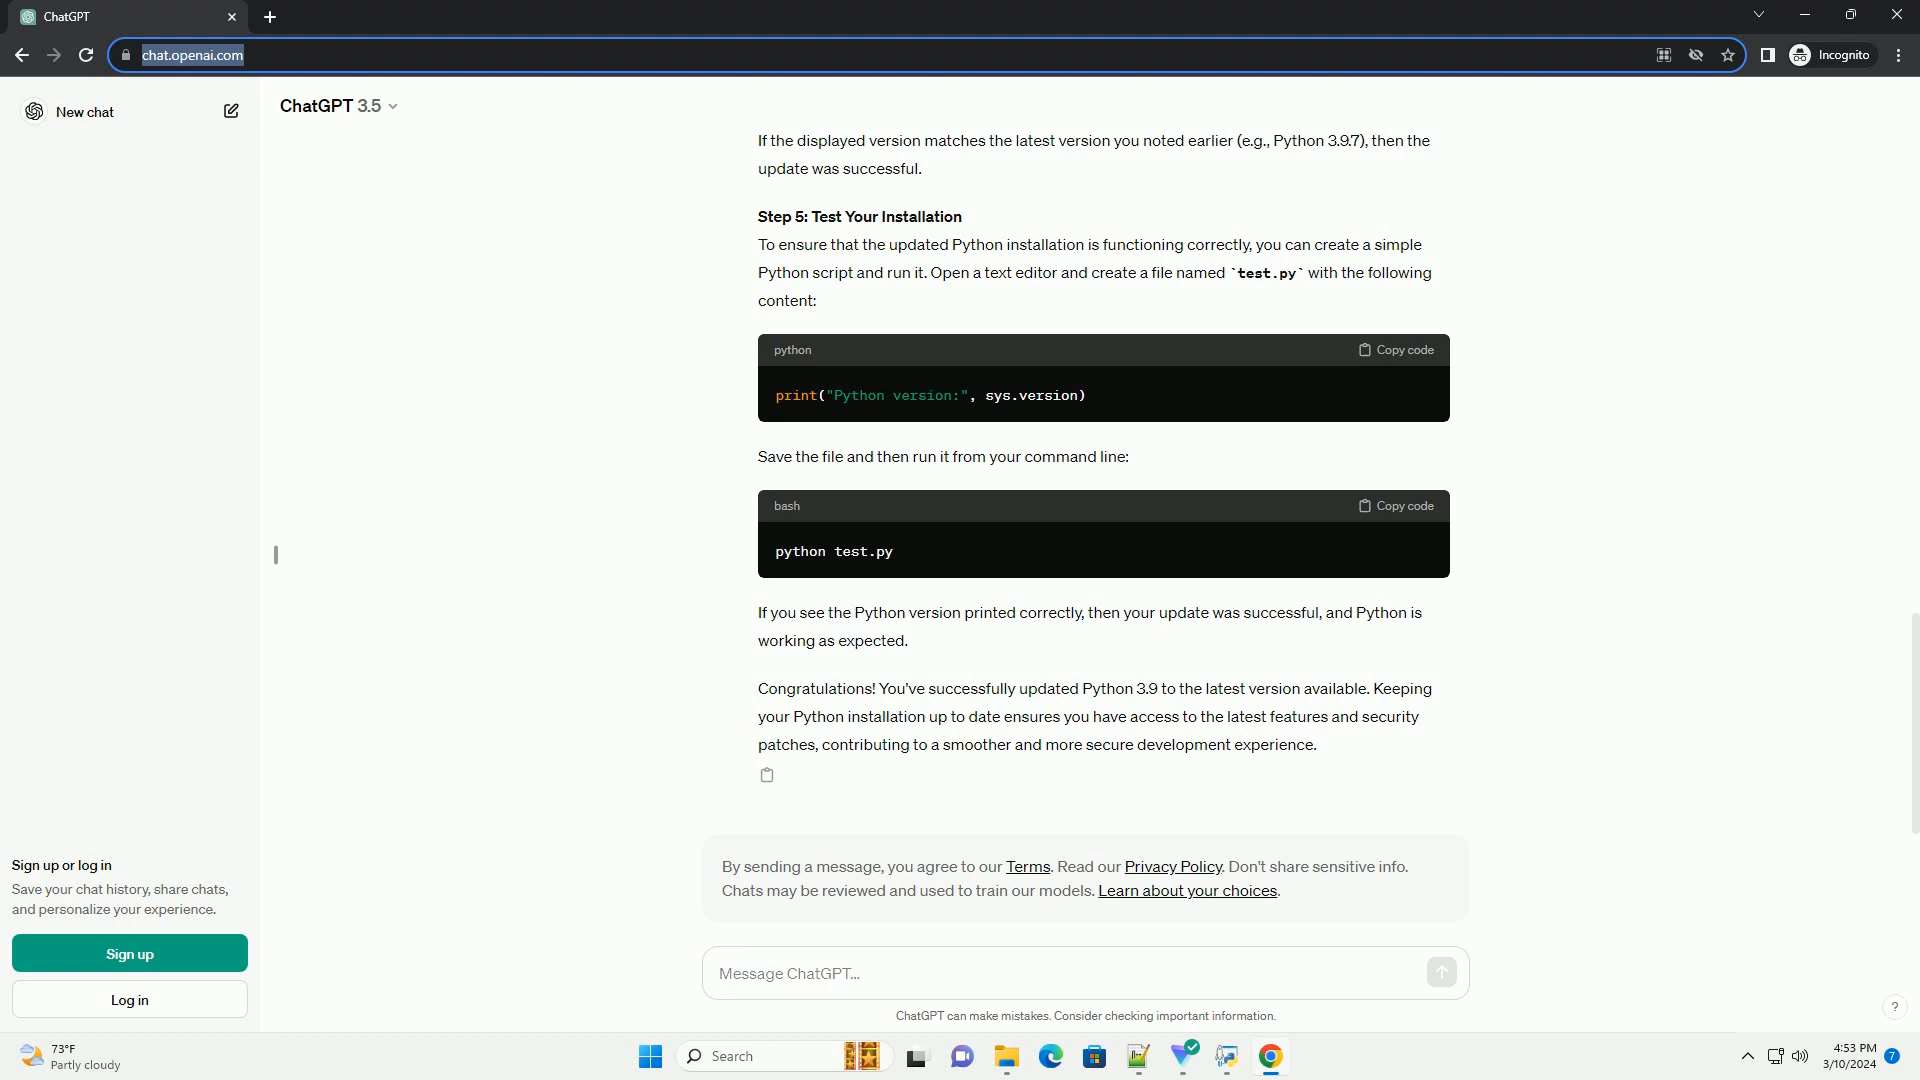 ChatGPT
chat.openai.com
Incognito
New chat
ChatGPT 3.5
If the displayed version matches the latest version you noted earlier (e.g., Python 3.9.7), then the
update was successful.
Step 5: Test Your Installation
To ensure that the updated Python installation is functioning correctly, you can create a simple
Python script and run it. Open a text editor and create a file named `test.py` with the following
content:
python
Copy code
print("Python version:", sys.version)
Save the file and then run it from your command line:
bash
Copy code
python test.py
If you see the Python version printed correctly, then your update was successful, and Python is
working as expected.
Congratulations! You've successfully updated Python 3.9 to the latest version available. Keeping
your Python installation up to date ensures you have access to the latest features and security
patches, contributing to a smoother and more secure development experience.
Sign up or log in
Save your chat history, share chats,
and personalize your experience.
Sign up
Log in
By sending a message, you agree to our Terms. Read our Privacy Policy. Don't share sensitive info.
Chats may be reviewed and used to train our models. Learn about your choices.
Message ChatGPT...
ChatGPT can make mistakes. Consider checking important information.
?
73°F
Partly cloudy
Search
4:53 PM
3/10/2024
7